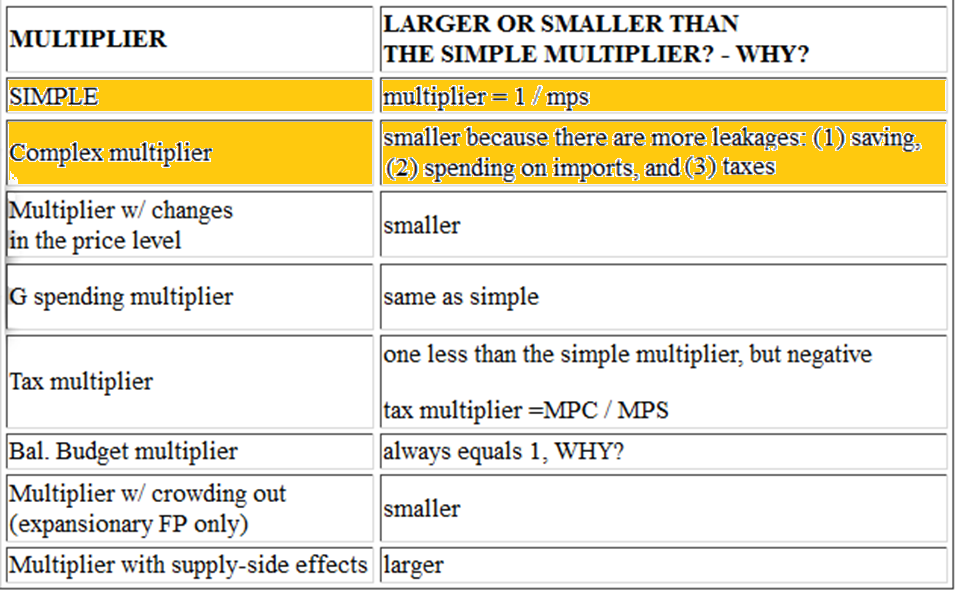 MULTIPLIER
LARGER OR SMALLER THAN
THE SIMPLE MULTIPLIER? - WHY?
SIMPLE
multiplier = 1 / mps
Complex multiplier
smaller because there are more leakages: (1) saving,
(2) spending on imports, and (3) taxes
Multiplier w/ changes
in the price level
smaller
G spending multiplier
same as simple
Tax multiplier
one less than the simple multiplier, but negative
tax multiplier =MPC / MPS
Bal. Budget multiplier
always equals 1, WHY?
Multiplier w/ crowding out
(expansionary FP only)
smaller
Multiplier with supply-side effects
larger